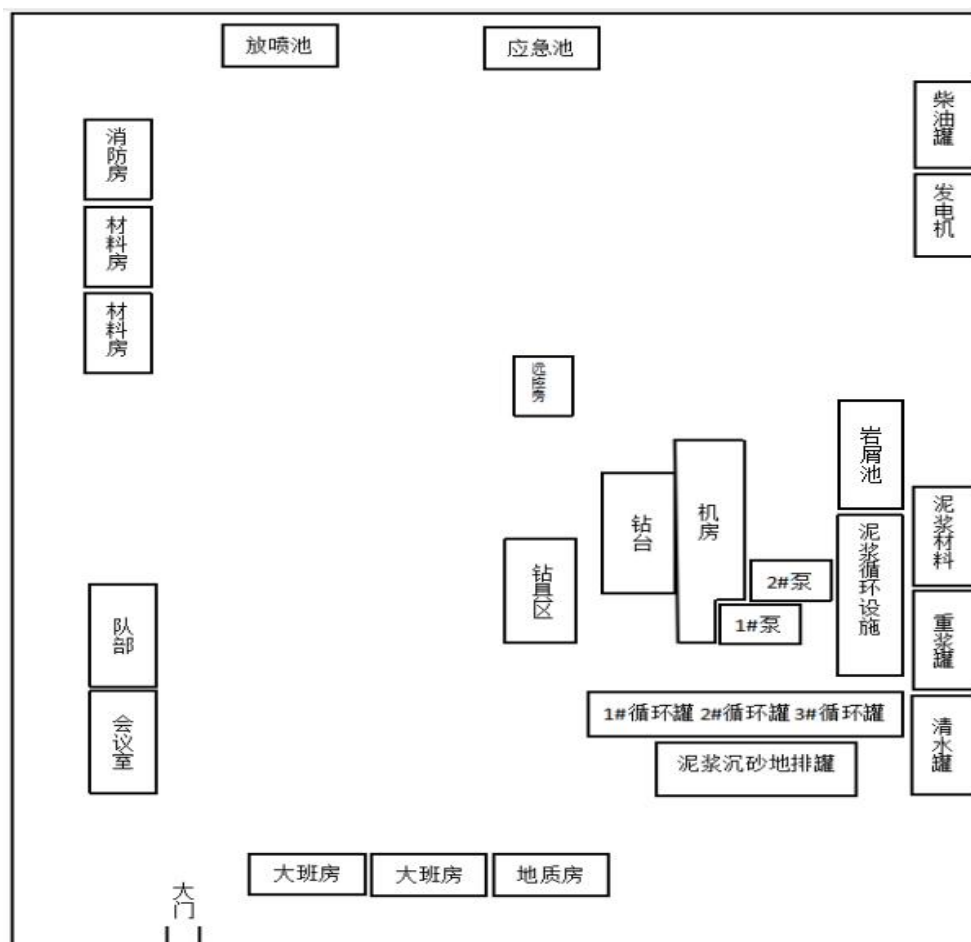 放喷池
应急池
柴油罐
消防房
发电机
材料房
材料房
远控房
岩屑池
机房
钻台
泥浆材料
泥浆循环设施
钻具区
2#泵
1#泵
队部
重浆罐
1#循环罐 2#循环罐 3#循环罐
会议室
清水罐
泥浆沉砂地排罐
大班房
大班房
地质房
大门